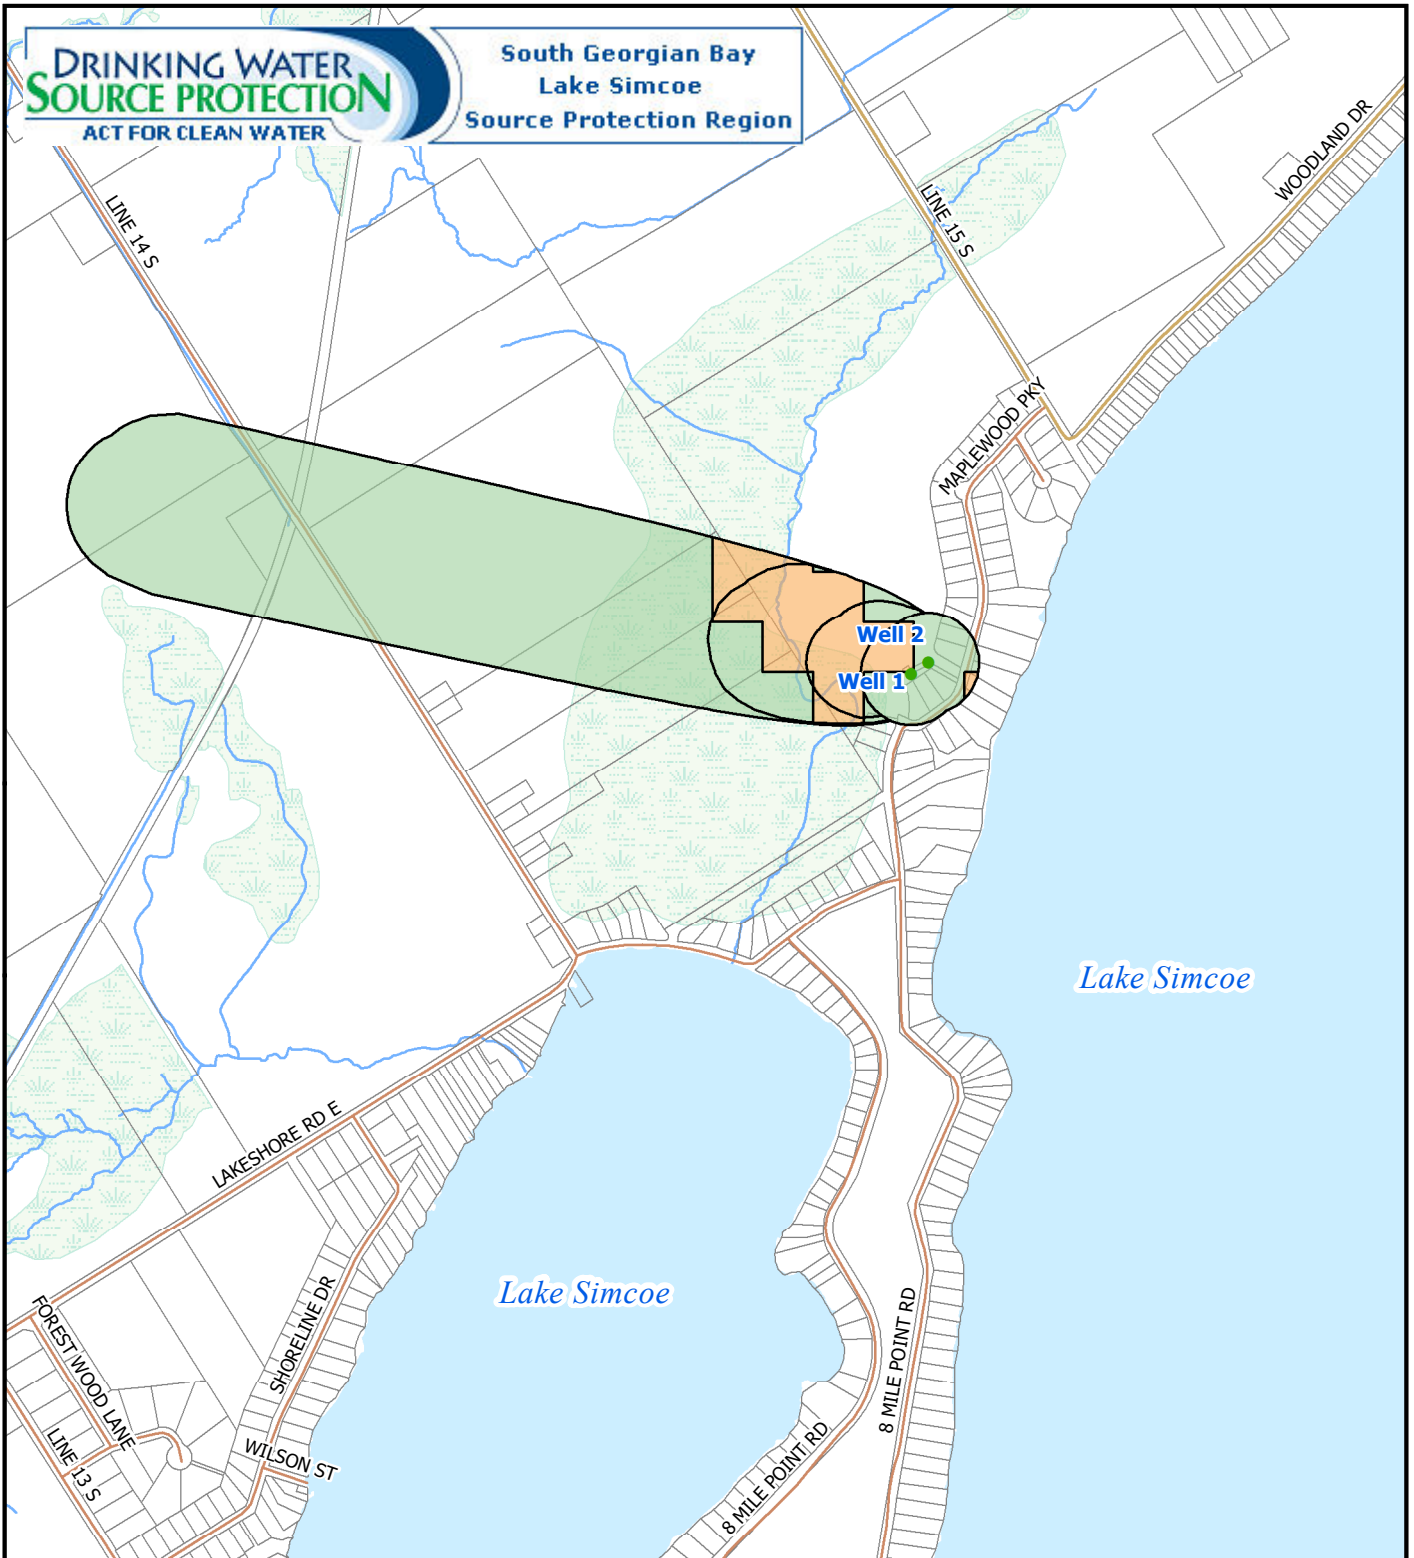 DRINKING WATER
SOURCE PROTECTION
ACT FOR CLEAN WATER
South Georgian Bay
Lake Simcoe
Source Protection Region
LINE 14 S
LINE 15 S
WOODLAND DR
MAPLEWOOD PKY
Well 2
Well 1
Lake Simcoe
LAKESHORE RD E
Lake Simcoe
SHORELINE DR
FOREST WOOD LANE
8 MILE POINT RD
LINE 13 S
WILSON ST
8 MILE POINT RD